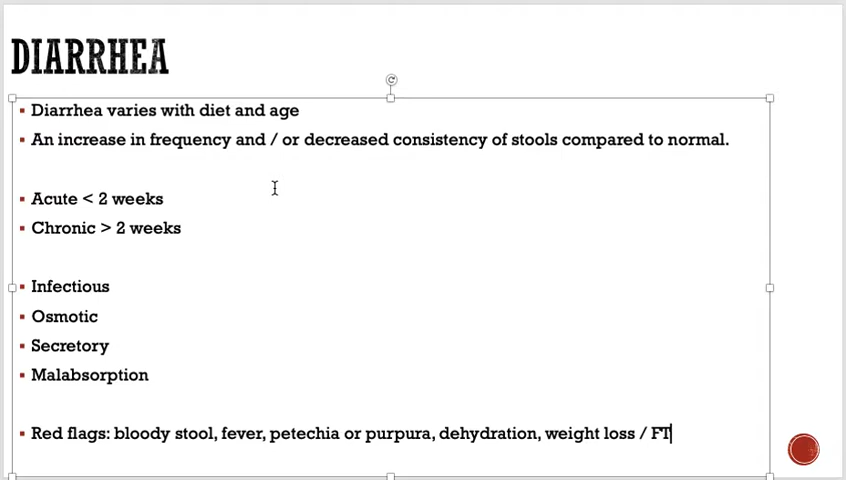 DIARRHEA
▪ Diarrhea varies with diet and age
▪ An increase in frequency and / or decreased consistency of stools compared to normal.
▪ Acute < 2 weeks
▪ Chronic > 2 weeks
▪ Infectious
▪ Osmotic
▪ Secretory
▪ Malabsorption
▪ Red flags: bloody stool, fever, petechia or purpura, dehydration, weight loss / FT